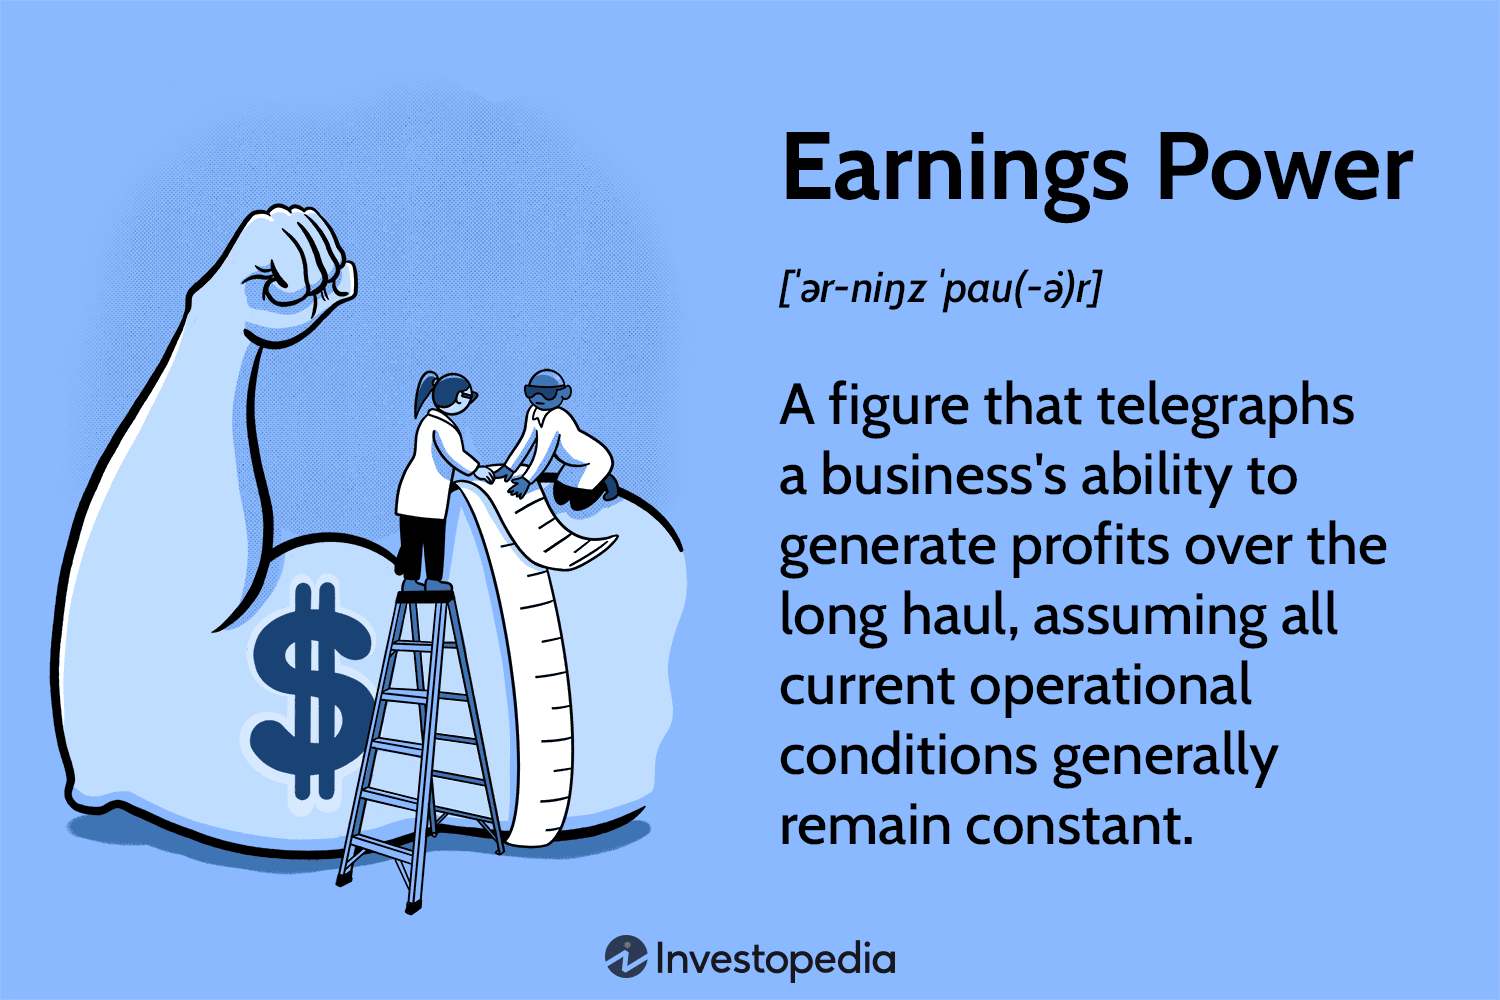 Earnings Power
[ˈər-niŋz ˈpau(-ə̇)r]
A figure that telegraphs
a business's ability to
generate profits over the
long haul, assuming all
current operational
conditions generally
remain constant.
$
Investopedia